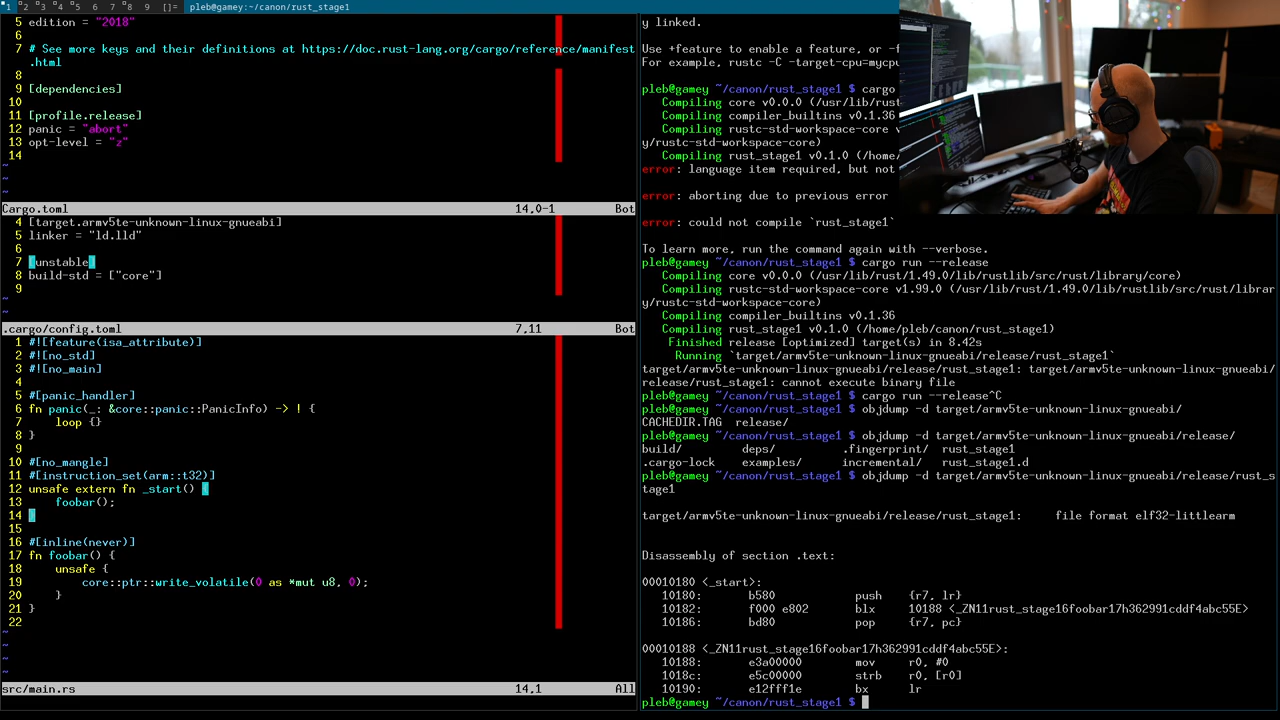 1 2 3 4 5 6 7 8 9 []= pleb@gamey:~/canon/rust_stage1
5 edition = "2018"
6
7 # See more keys and their definitions at https://doc.rust-lang.org/cargo/reference/manifest
.html
8
9 [dependencies]
10
11 [profile.release]
12 panic = "abort"
13 opt-level = "z"
14
~
~
~
Cargo.toml 14,0-1 Bot
4 [target.armv5te-unknown-linux-gnueabi]
5 linker = "ld.lld"
6
7 [unstable]
8 build-std = ["core"]
9
~
~
.cargo/config.toml 7,11 Bot
1 #![feature(isa_attribute)]
2 #![no_std]
3 #![no_main]
4
5 #[panic_handler]
6 fn panic(_: &core::panic::PanicInfo) -> ! {
7 loop {}
8 }
9
10 #[no_mangle]
11 #[instruction_set(arm::t32)]
12 unsafe extern fn _start() {
13 foobar();
14 }
15
16 #[inline(never)]
17 fn foobar() {
18 unsafe {
19 core::ptr::write_volatile(0 as *mut u8, 0);
20 }
21 }
22
~
~
~
~
src/main.rs 14,1 All
y linked.
Use +feature to enable a feature, or -f
For example, rustc -C -target-cpu=mycpu
pleb@gamey ~/canon/rust_stage1 $ cargo
Compiling core v0.0.0 (/usr/lib/rust
Compiling compiler_builtins v0.1.36
Compiling rustc-std-workspace-core v
y/rustc-std-workspace-core)
Compiling rust_stage1 v0.1.0 (/home/
error: language item required, but not
error: aborting due to previous error
error: could not compile `rust_stage1`
To learn more, run the command again with --verbose.
pleb@gamey ~/canon/rust_stage1 $ cargo run --release
Compiling core v0.0.0 (/usr/lib/rust/1.49.0/lib/rustlib/src/rust/library/core)
Compiling rustc-std-workspace-core v1.99.0 (/usr/lib/rust/1.49.0/lib/rustlib/src/rust/librar
y/rustc-std-workspace-core)
Compiling compiler_builtins v0.1.36
Compiling rust_stage1 v0.1.0 (/home/pleb/canon/rust_stage1)
Finished release [optimized] target(s) in 8.42s
Running `target/armv5te-unknown-linux-gnueabi/release/rust_stage1`
target/armv5te-unknown-linux-gnueabi/release/rust_stage1: target/armv5te-unknown-linux-gnueabi/
release/rust_stage1: cannot execute binary file
pleb@gamey ~/canon/rust_stage1 $ cargo run --release^C
pleb@gamey ~/canon/rust_stage1 $ objdump -d target/armv5te-unknown-linux-gnueabi/
CACHEDIR.TAG release/
pleb@gamey ~/canon/rust_stage1 $ objdump -d target/armv5te-unknown-linux-gnueabi/release/
build/ deps/ .fingerprint/ rust_stage1
.cargo-lock examples/ incremental/ rust_stage1.d
pleb@gamey ~/canon/rust_stage1 $ objdump -d target/armv5te-unknown-linux-gnueabi/release/rust_s
tage1
target/armv5te-unknown-linux-gnueabi/release/rust_stage1: file format elf32-littlearm
Disassembly of section .text:
00010180 <_start>:
10180: b580 push {r7, lr}
10182: f000 e802 blx 10188 <_ZN11rust_stage16foobar17h362991cddf4abc55E>
10186: bd80 pop {r7, pc}
00010188 <_ZN11rust_stage16foobar17h362991cddf4abc55E>:
10188: e3a00000 mov r0, #0
1018c: e5c00000 strb r0, [r0]
10190: e12fff1e bx lr
pleb@gamey ~/canon/rust_stage1 $